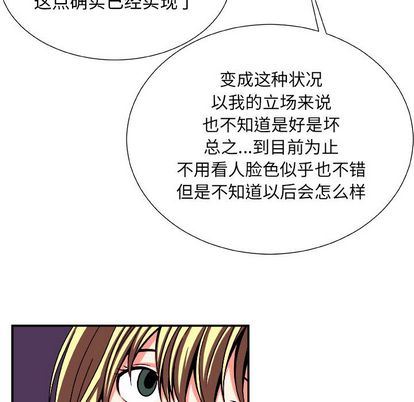 这点确实已经实现了
变成这种状况
以我的立场来说
也不知道是好是坏
总之...到目前为止
不用看人脸色似乎也不错
但是不知道以后会怎么样